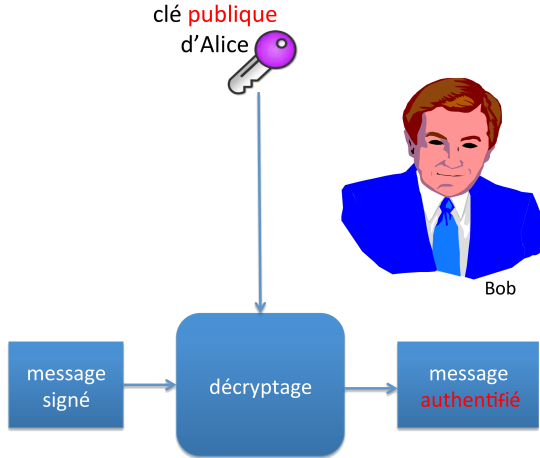 clé publique
d’Alice
Bob
message
signé
décryptage
message
authentifié